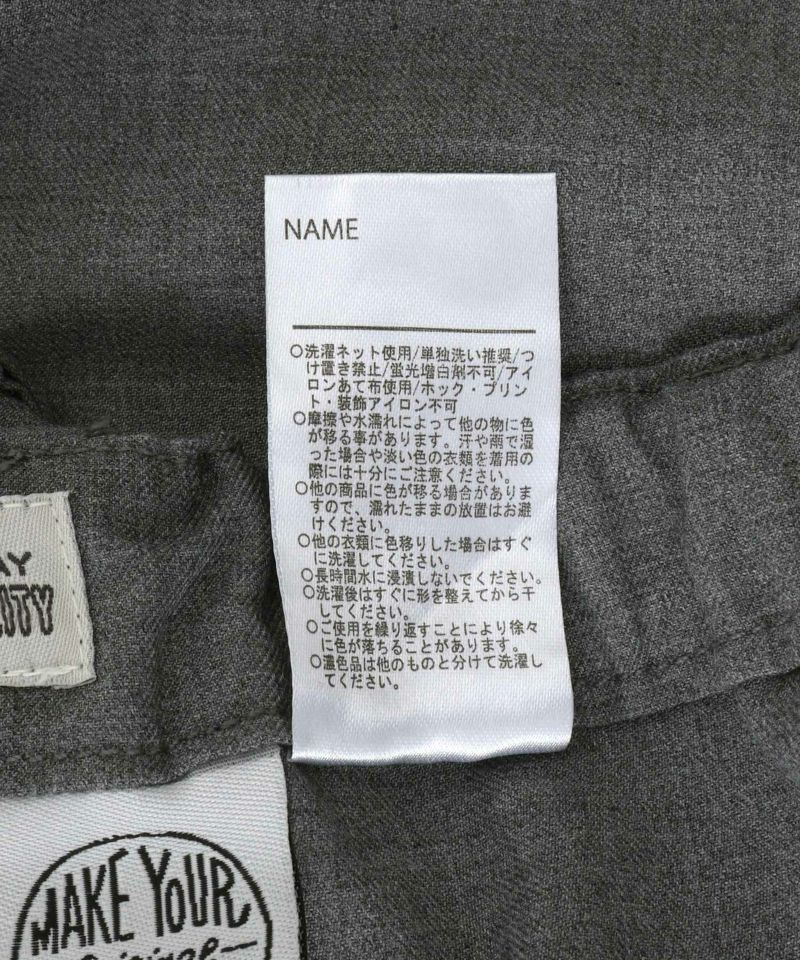 NAME
○洗濯ネット使用/単独洗い推奨/つ
け置き禁止/蛍光増白剤不可/アイ
ロンあて布使用/ホック・プリン
ト・装飾アイロン不可
○摩擦や水濡れによって他の物に色
が移る事があります。汗や雨で湿
った場合や淡い色の衣類を着用の
際には十分にご注意ください。
○他の商品に色が移る場合がありま
すので、濡れたままの放置はお避
けください。
○他の衣類に色移りした場合はすぐ
に洗濯してください。
○長時間水に浸漬しないでください。
○洗濯後はすぐに形を整えてから干
してください。
○ご使用を繰り返すことにより徐々
に色が落ちることがあります。
○濃色品は他のものと分けて洗濯し
てください。
AY
MAKE YOUR